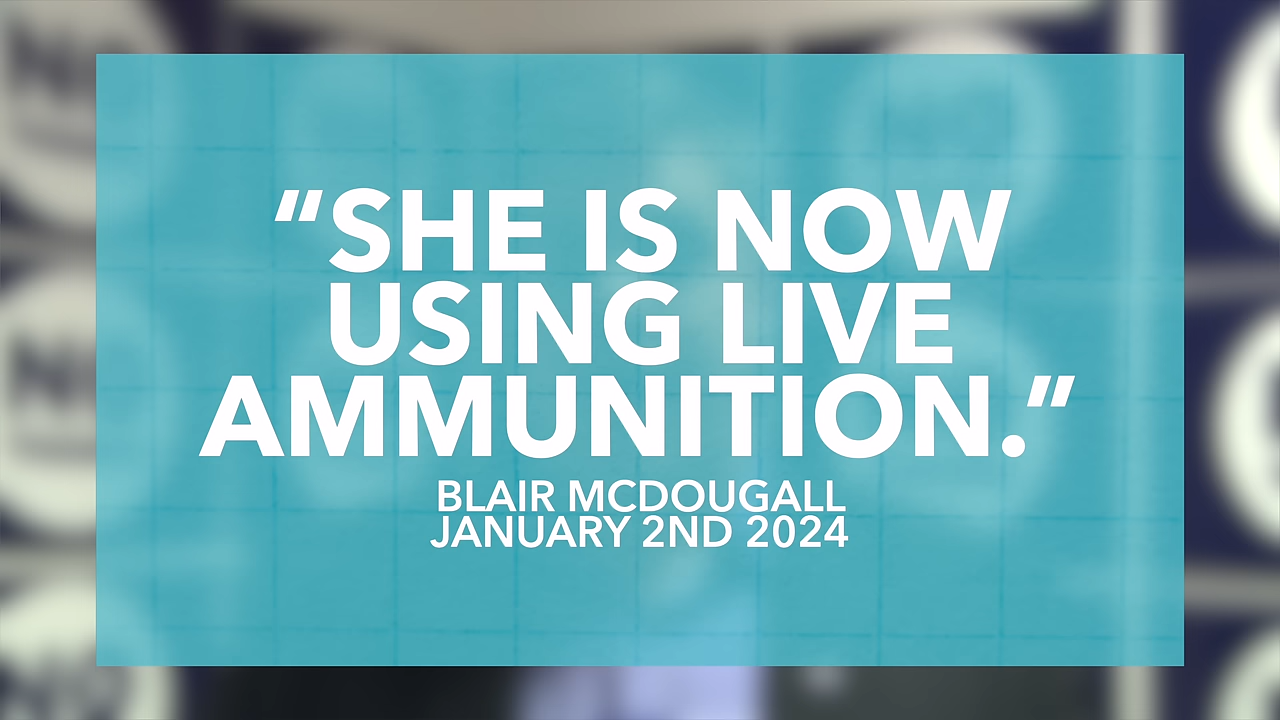 “SHE IS NOW
USING LIVE
AMMUNITION.”
BLAIR MCDOUGALL
JANUARY 2ND 2024